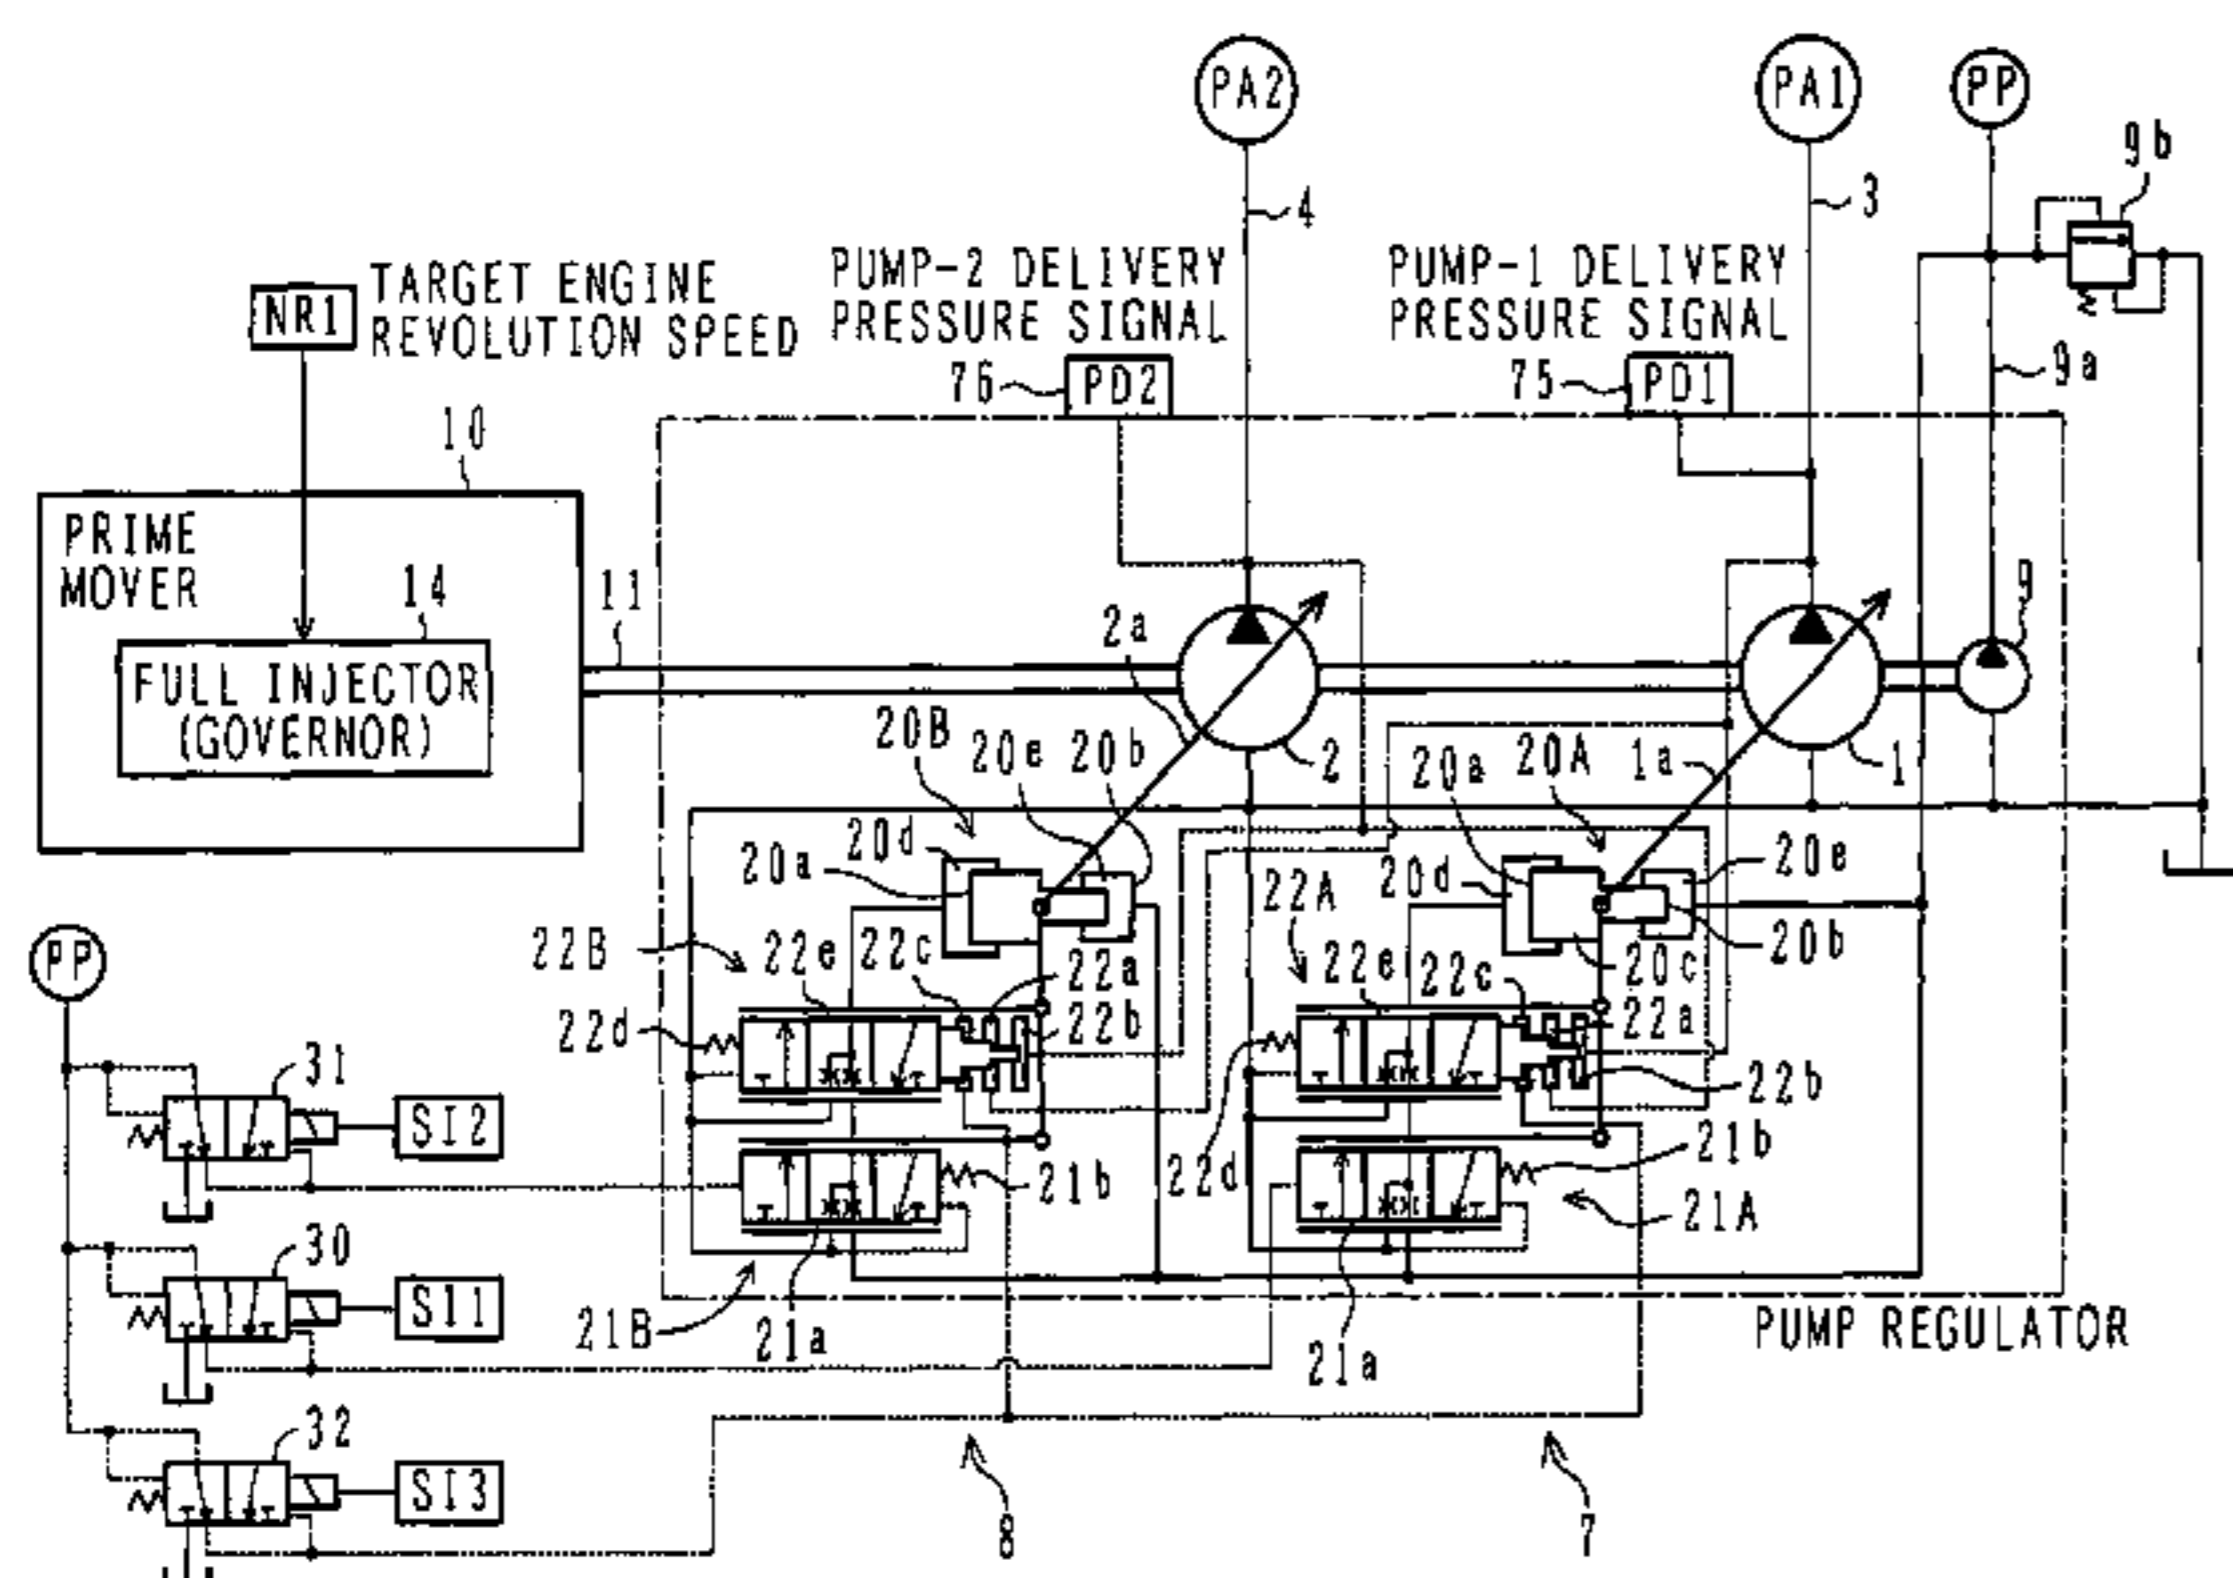 PA2
PA1
PP
9b
4
3
PUMP-2 DELIVERY
PRESSURE SIGNAL
PUMP-1 DELIVERY
PRESSURE SIGNAL
NR1
TARGET ENGINE
REVOLUTION SPEED
76
PD2
75
PD1
9a
10
PRIME
MOVER
14
11
FULL INJECTOR
(GOVERNOR)
2a
9
20B
20e
20b
2
20a
20A
1a
1
20d
20a
22A
20d
20e
20b
20c
PP
22B
22e
22c
22a
22b
22d
22e
22c
22a
22b
31
SI2
21b
22d
21b
21A
30
SI1
21B
21a
21a
PUMP REGULATOR
32
SI3
8
7